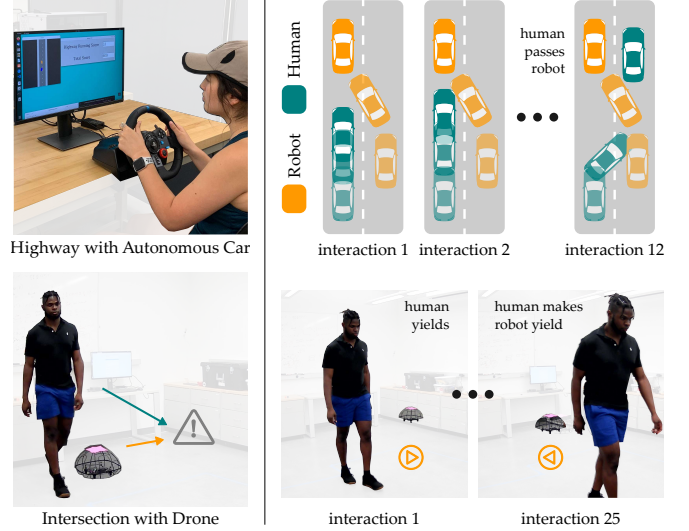 Highway with Autonomous Car
Intersection with Drone
Human
Robot
human
passes
robot
interaction 1
interaction 2
interaction 12
human
yields
human makes
robot yield
interaction 1
interaction 25